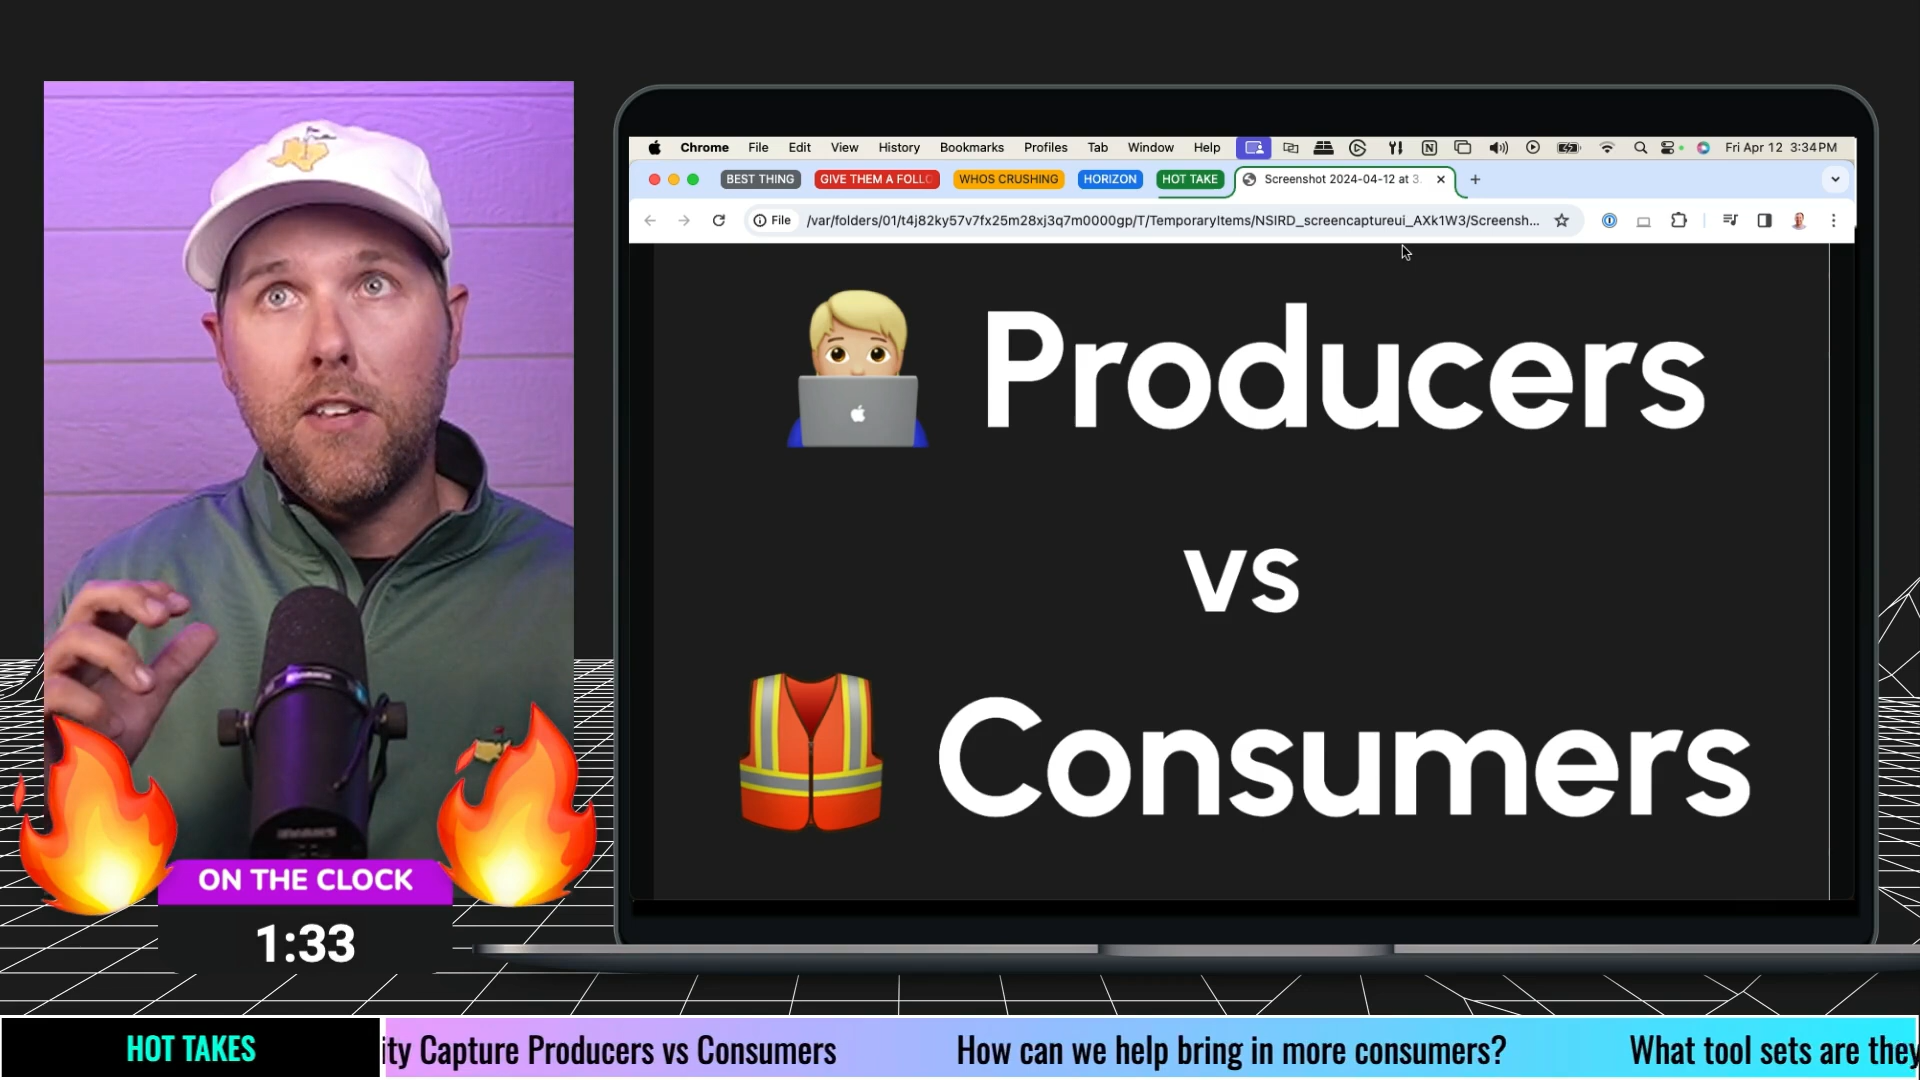 Chrome File Edit View History Bookmarks Profiles Tab Window Help Fri Apr 12 3:34 PM
BEST THING GIVE THEM A FOLLO WHOS CRUSHING HORIZON HOT TAKE Screenshot 2024-04-12 at 3.
File /var/folders/01/t4j82ky57v7fx25m28xj3q7m0000gp/T/TemporaryItems/NSIRD_screencaptureui_AXk1W3/Screensh...
Producers
vs
Consumers
ON THE CLOCK
1:33
HOT TAKES
ity Capture Producers vs Consumers How can we help bring in more consumers? What tool sets are they